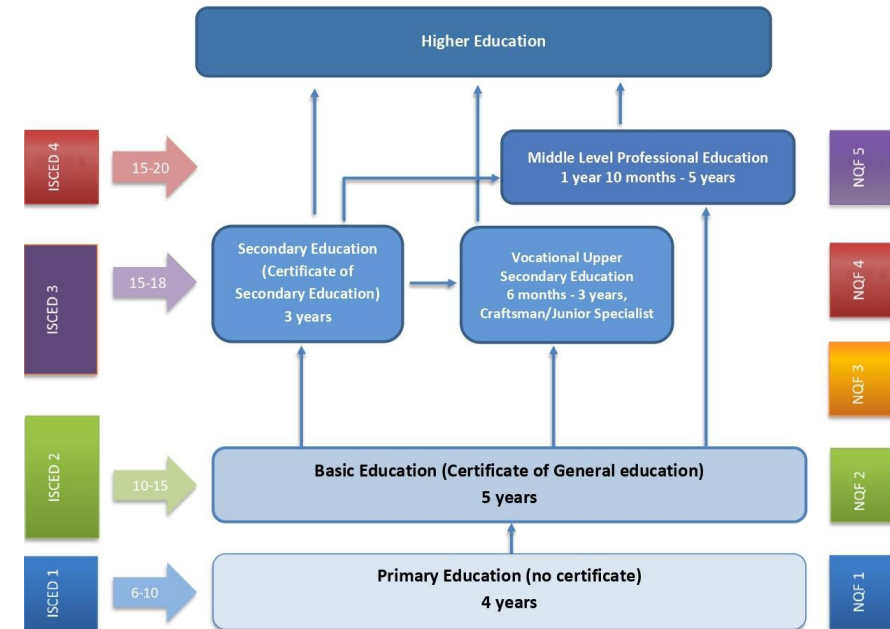 Higher Education
ISCED 4
15-20
Middle Level Professional Education
1 year 10 months - 5 years
NQF 5
ISCED 3
15-18
Secondary Education
(Certificate of
Secondary Education)
3 years
Vocational Upper
Secondary Education
6 months - 3 years,
Craftsman/Junior Specialist
NQF 4
NQF 3
ISCED 2
10-15
Basic Education (Certificate of General education)
5 years
NQF 2
ISCED 1
6-10
Primary Education (no certificate)
4 years
NQF 1